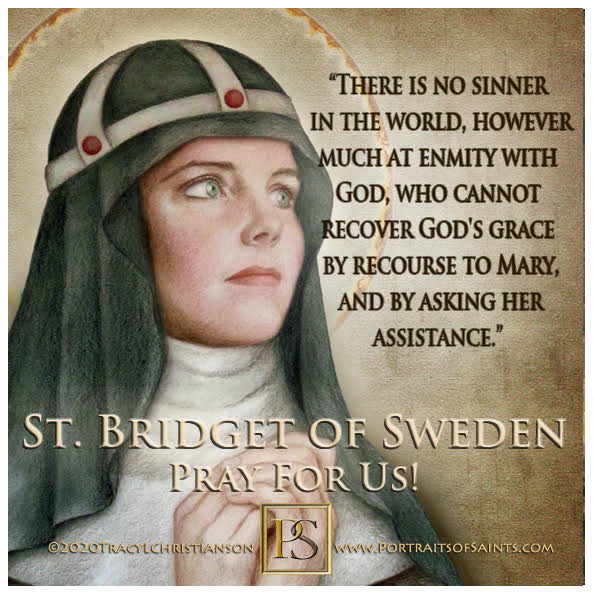 “THERE IS NO SINNER
IN THE WORLD, HOWEVER
MUCH AT ENMITY WITH
GOD, WHO CANNOT
RECOVER GOD'S GRACE
BY RECOURSE TO MARY,
AND BY ASKING HER
ASSISTANCE.”
ST. BRIDGET OF SWEDEN
PRAY FOR US!
©2020TRACYLCHRISTIANSON
PS
WWW.PORTRAITSOFSAINTS.COM